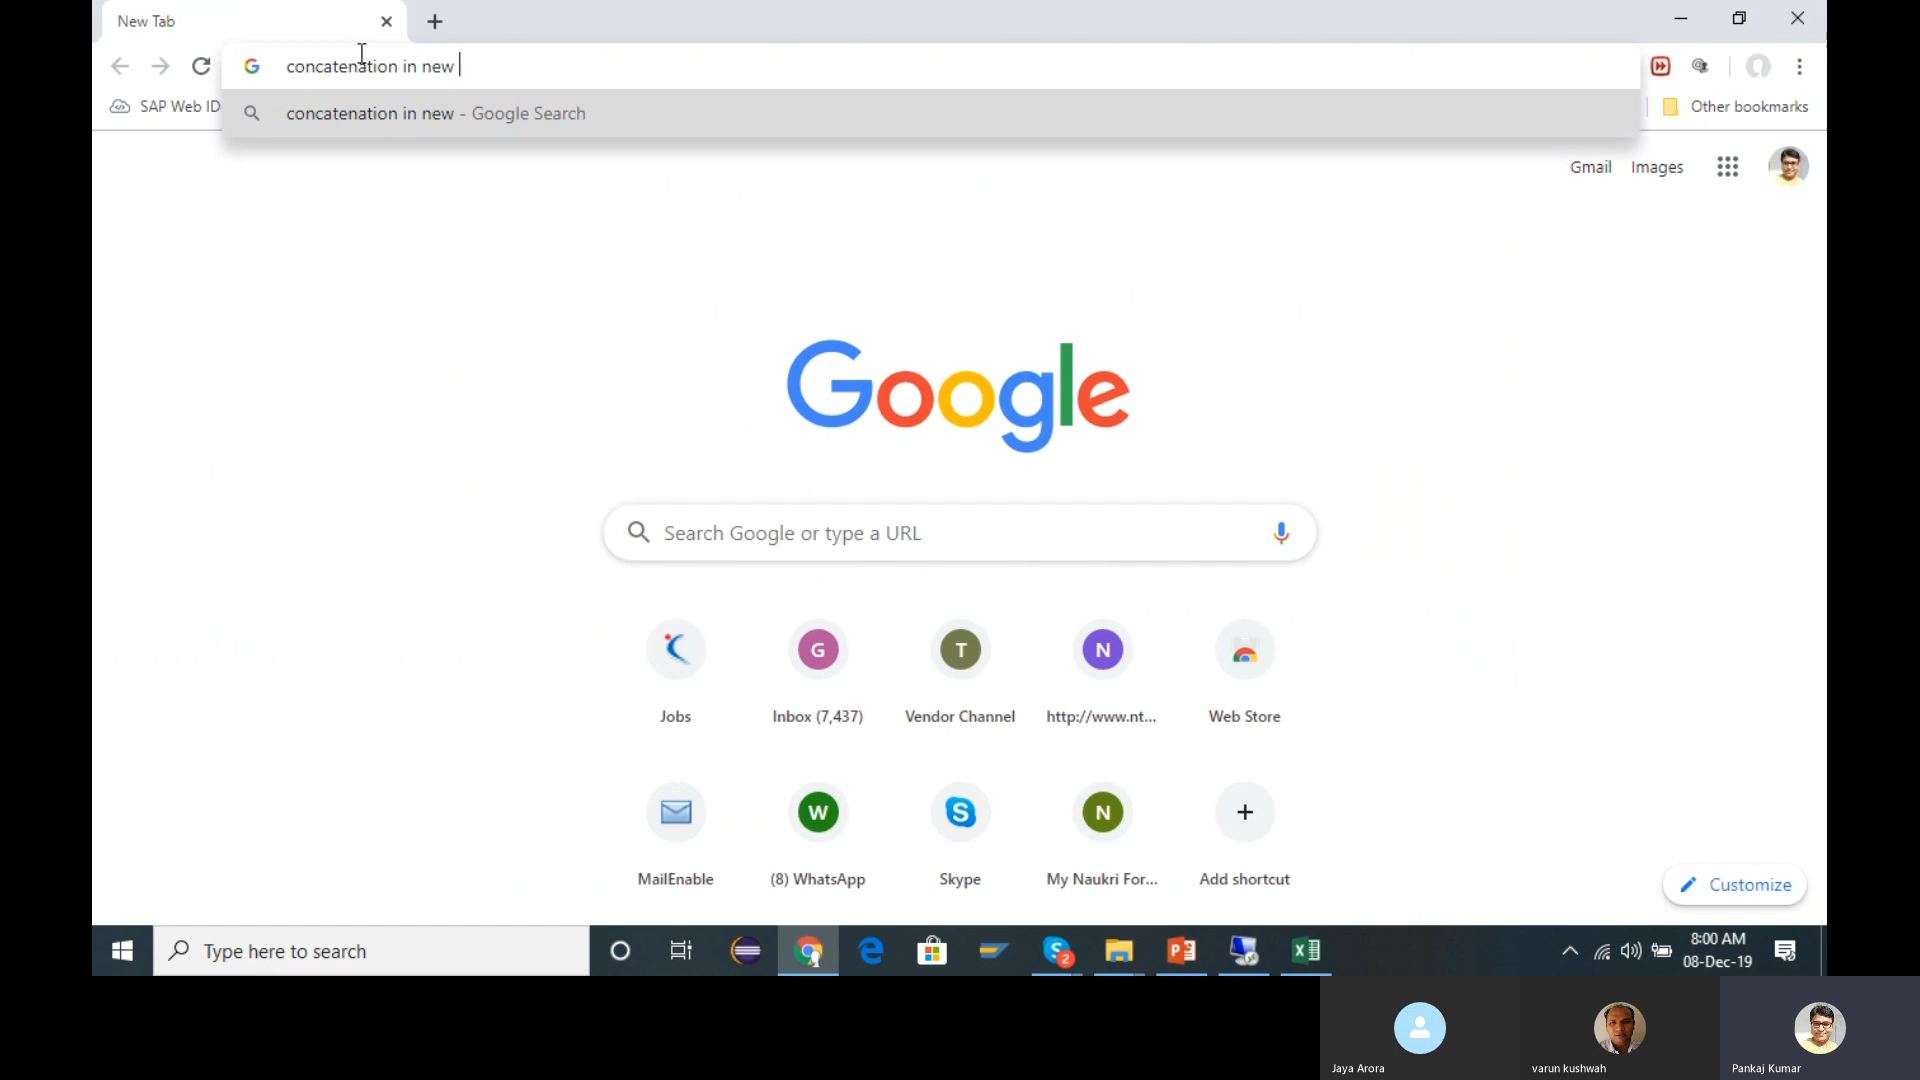 New Tab
concatenation in new
SAP Web ID
concatenation in new - Google Search
Other bookmarks
Gmail
Images
Google
Search Google or type a URL
G
T
N
Jobs
Inbox (7,437)
Vendor Channel
http://www.nt...
Web Store
W
S
N
MailEnable
(8) WhatsApp
Skype
My Naukri For...
Add shortcut
Customize
Type here to search
2
8:00 AM
08-Dec-19
Jaya Arora
varun kushwah
Pankaj Kumar